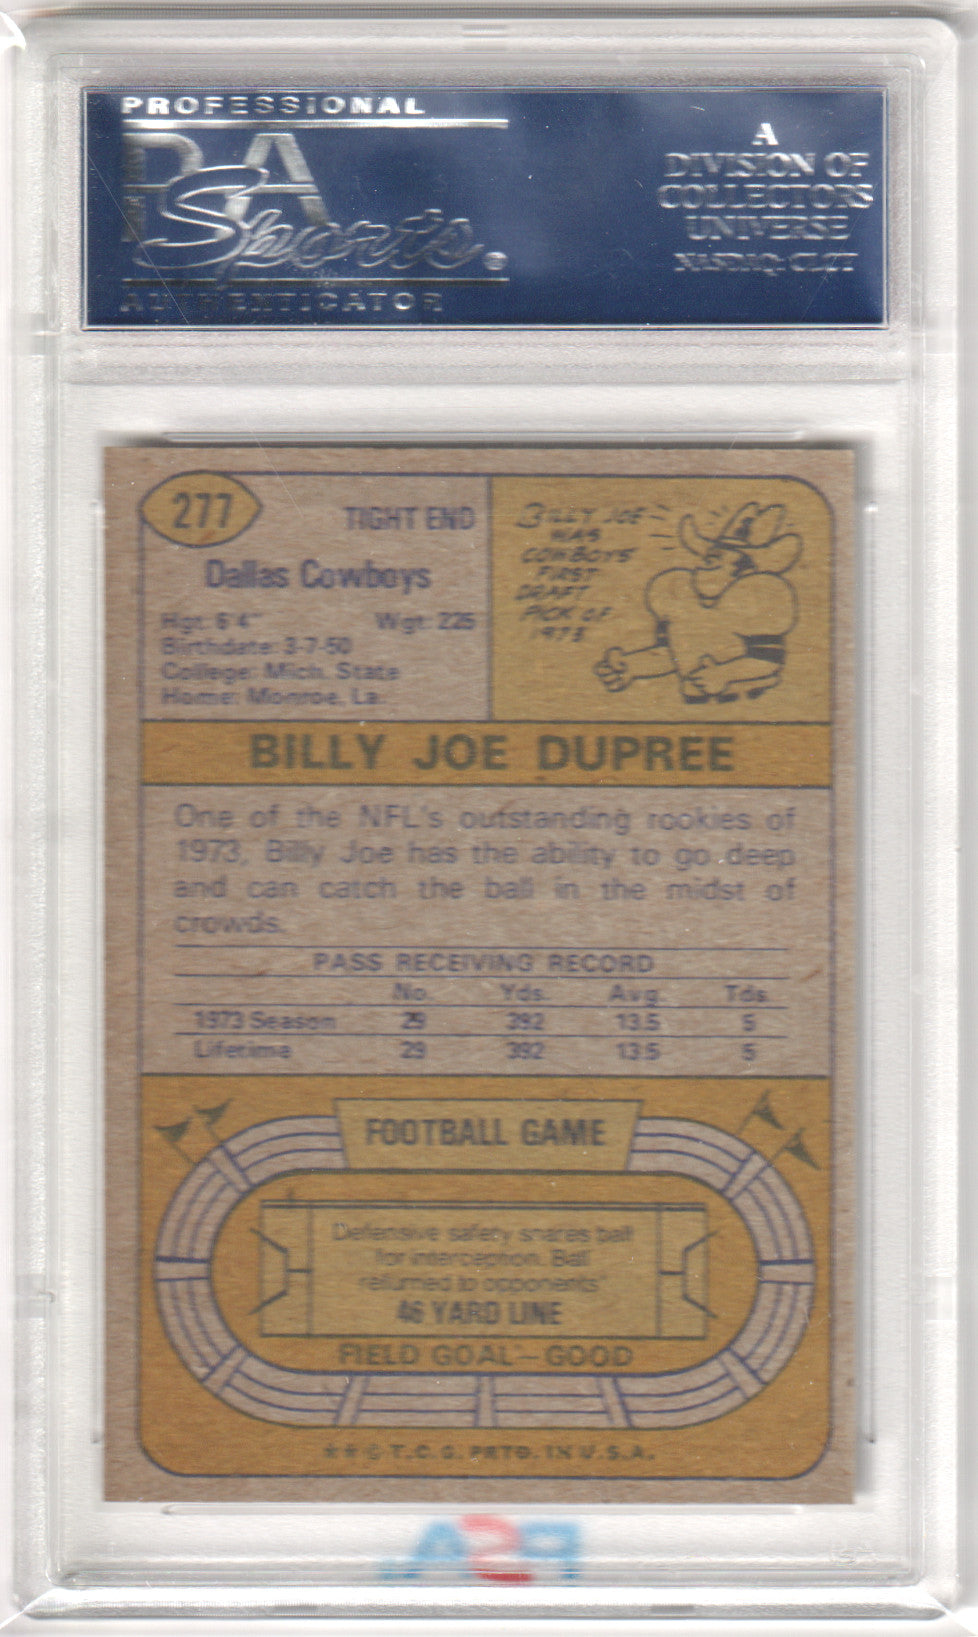 PROFESSIONAL
PSA
Sports
AUTHENTICATOR
A
DIVISION OF
COLLECTORS
UNIVERSE
NASDAQ: CLCT
277
TIGHT END
Dallas Cowboys
Hgt: 6'4" Wgt: 225
Birthdate: 3-7-50
College: Mich. State
Home: Monroe, La.
BILLY JOE
WAS
COWBOYS'
FIRST
DRAFT
PICK OF
1973
BILLY JOE DUPREE
One of the NFL's outstanding rookies of
1973, Billy Joe has the ability to go deep
and can catch the ball in the midst of
crowds.
PASS RECEIVING RECORD
No. Yds. Avg. Tds.
1973 Season 29 392 13.5 5
Lifetime 29 392 13.5 5
FOOTBALL GAME
Defensive safety snares ball
for interception. Ball
returned to opponents'
46 YARD LINE
FIELD GOAL—GOOD
★★© T.C.G. PRTD. IN U.S.A.
PSA